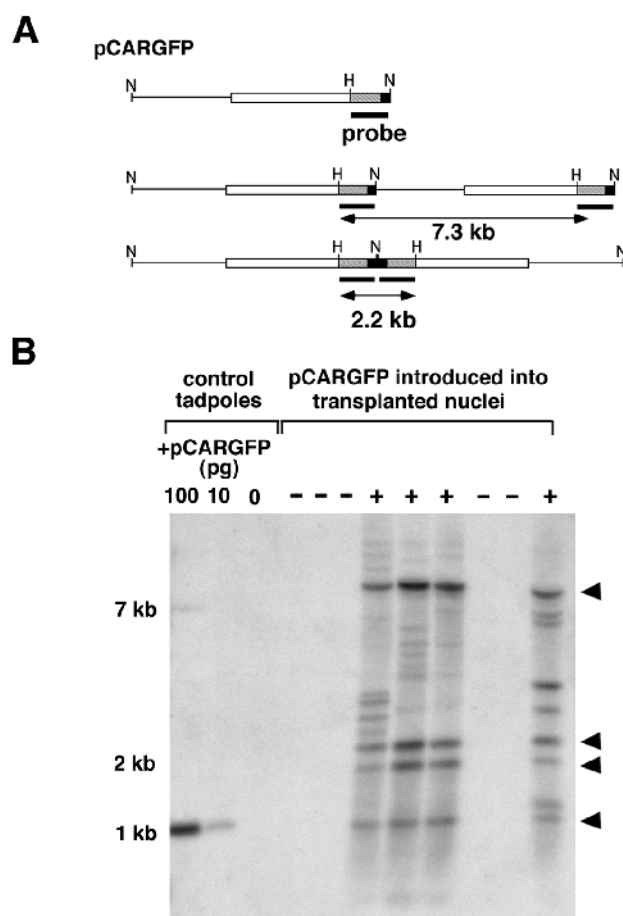 A
pCARGFP
N H N
probe
N H N H N
7.3 kb
N H N H N
2.2 kb
B
control tadpoles
pCARGFP introduced into transplanted nuclei
+pCARGFP (pg)
100 10 0 – – – + + + – – +
7 kb
2 kb
1 kb